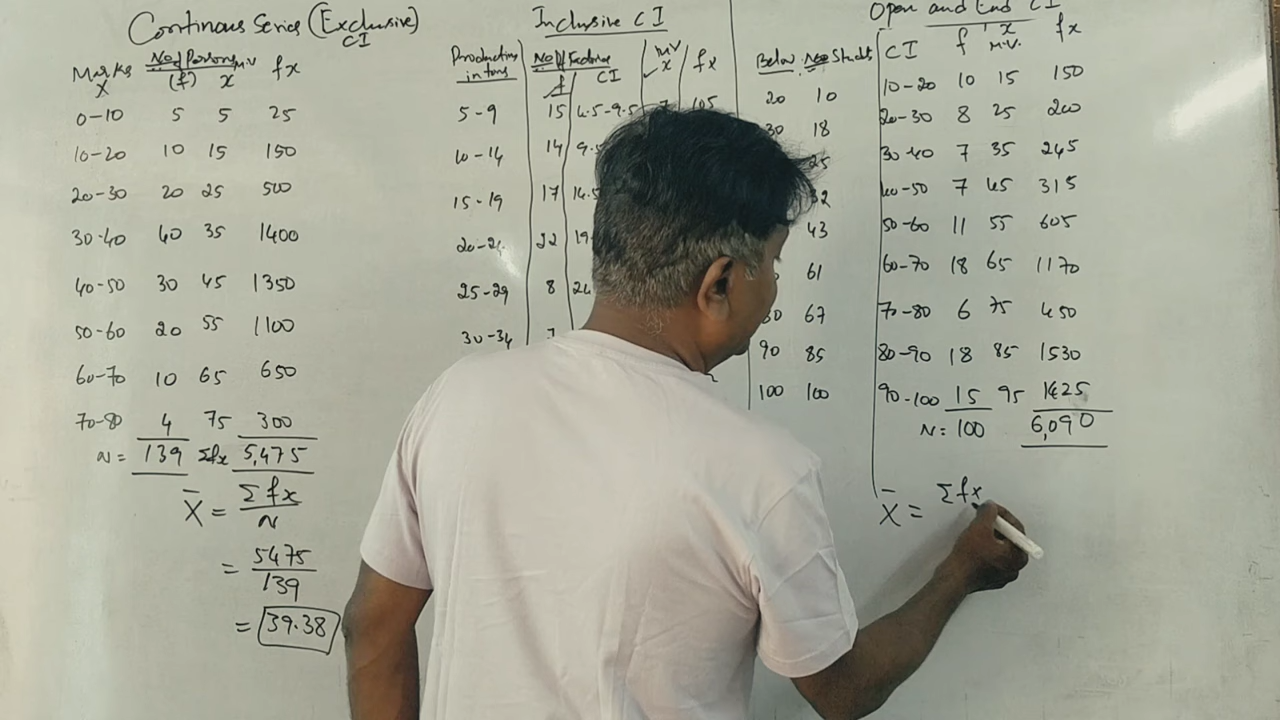 Continous Series (Exclusive)
CI
Marks No of Persons M.V fx
X (f) x
0-10 5 5 25
10-20 10 15 150
20-30 20 25 500
30-40 40 35 1400
40-50 30 45 1350
50-60 20 55 1100
60-70 10 65 650
70-80 4 75 300
N = 139 Σfx 5,475
X̄ = Σfx / N
= 5475 / 139
= 39.38
Inclusive CI
Production No of Factories MV fx
in tons f CI x
5-9 15 4.5-9.5 7 105
10-14 14 9.5
15-19 17 14.5
20-24 22 19
25-29 8 24
30-34 7
Open and End CI
Below No of Students
20 10
30 18
25
32
43
61
80 67
90 85
100 100
CI f x fx
M.V.
10-20 10 15 150
20-30 8 25 200
30-40 7 35 245
40-50 7 45 315
50-60 11 55 605
60-70 18 65 1170
70-80 6 75 450
80-90 18 85 1530
90-100 15 95 1425
N = 100 6,090
X̄ = Σfx